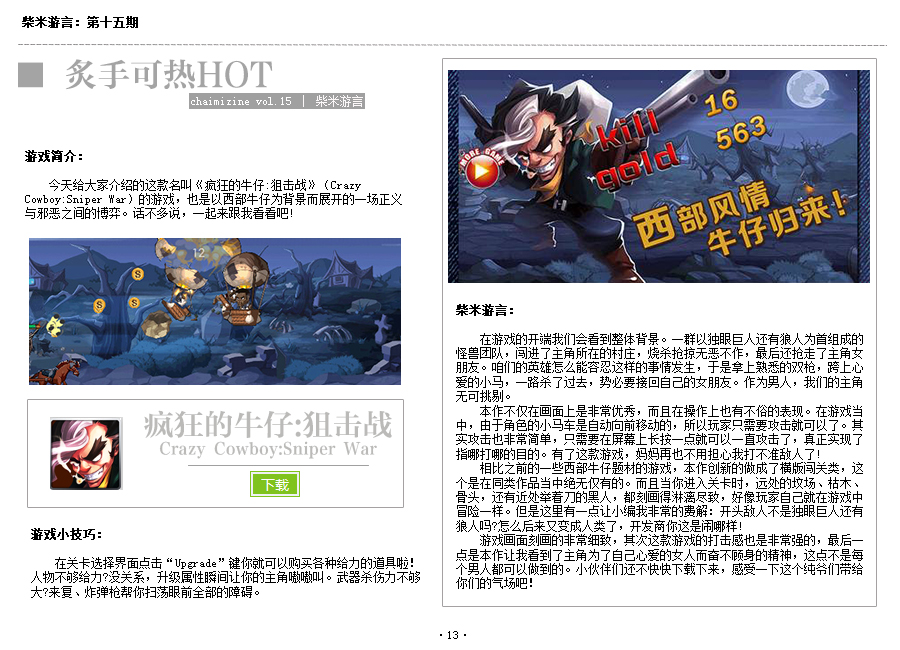 柴米游言：第十五期
炙手可热HOT
chaimizine vol.15 | 柴米游言
游戏简介：
今天给大家介绍的这款名叫《疯狂的牛仔:狙击战》（Crazy
Cowboy:Sniper War）的游戏，也是以西部牛仔为背景而展开的一场正义
与邪恶之间的博弈。话不多说，一起来跟我看看吧!
12
疯狂的牛仔:狙击战
Crazy Cowboy:Sniper War
下载
游戏小技巧：
在关卡选择界面点击“Upgrade”键你就可以购买各种给力的道具啦!
人物不够给力?没关系，升级属性瞬间让你的主角嗷嗷叫。武器杀伤力不够
大?来复、炸弹枪帮你扫荡眼前全部的障碍。
MORE GAME
kill 16
gold 563
西部风情
牛仔归来!
柴米游言：
在游戏的开端我们会看到整体背景。一群以独眼巨人还有狼人为首组成的
怪兽团队，闯进了主角所在的村庄，烧杀抢掠无恶不作，最后还抢走了主角女
朋友。咱们的英雄怎么能容忍这样的事情发生，于是拿上熟悉的双枪，跨上心
爱的小马，一路杀了过去，势必要接回自己的女朋友。作为男人，我们的主角
无可挑剔。
本作不仅在画面上是非常优秀，而且在操作上也有不俗的表现。在游戏当
中，由于角色的小马车是自动向前移动的，所以玩家只需要攻击就可以了。其
实攻击也非常简单，只需要在屏幕上长按一点就可以一直攻击了，真正实现了
指哪打哪的目的。有了这款游戏，妈妈再也不用担心我打不准敌人了!
相比之前的一些西部牛仔题材的游戏，本作创新的做成了横版闯关类，这
个是在同类作品当中绝无仅有的。而且当你进入关卡时，远处的坟场、枯木、
骨头，还有近处举着刀的黑人，都刻画得淋离尽致，好像玩家自己就在游戏中
冒险一样。但是这里有一点让小编我非常的费解：开头敌人不是独眼巨人还有
狼人吗?怎么后来又变成人类了，开发商你这是闹哪样!
游戏画面刻画的非常细致，其次这款游戏的打击感也是非常强的，最后一
点是本作让我看到了主角为了自己心爱的女人而奋不顾身的精神，这点不是每
个男人都可以做到的。小伙伴们还不快快下载下来，感受一下这个纯爷们带给
你们的气场吧!
·13·